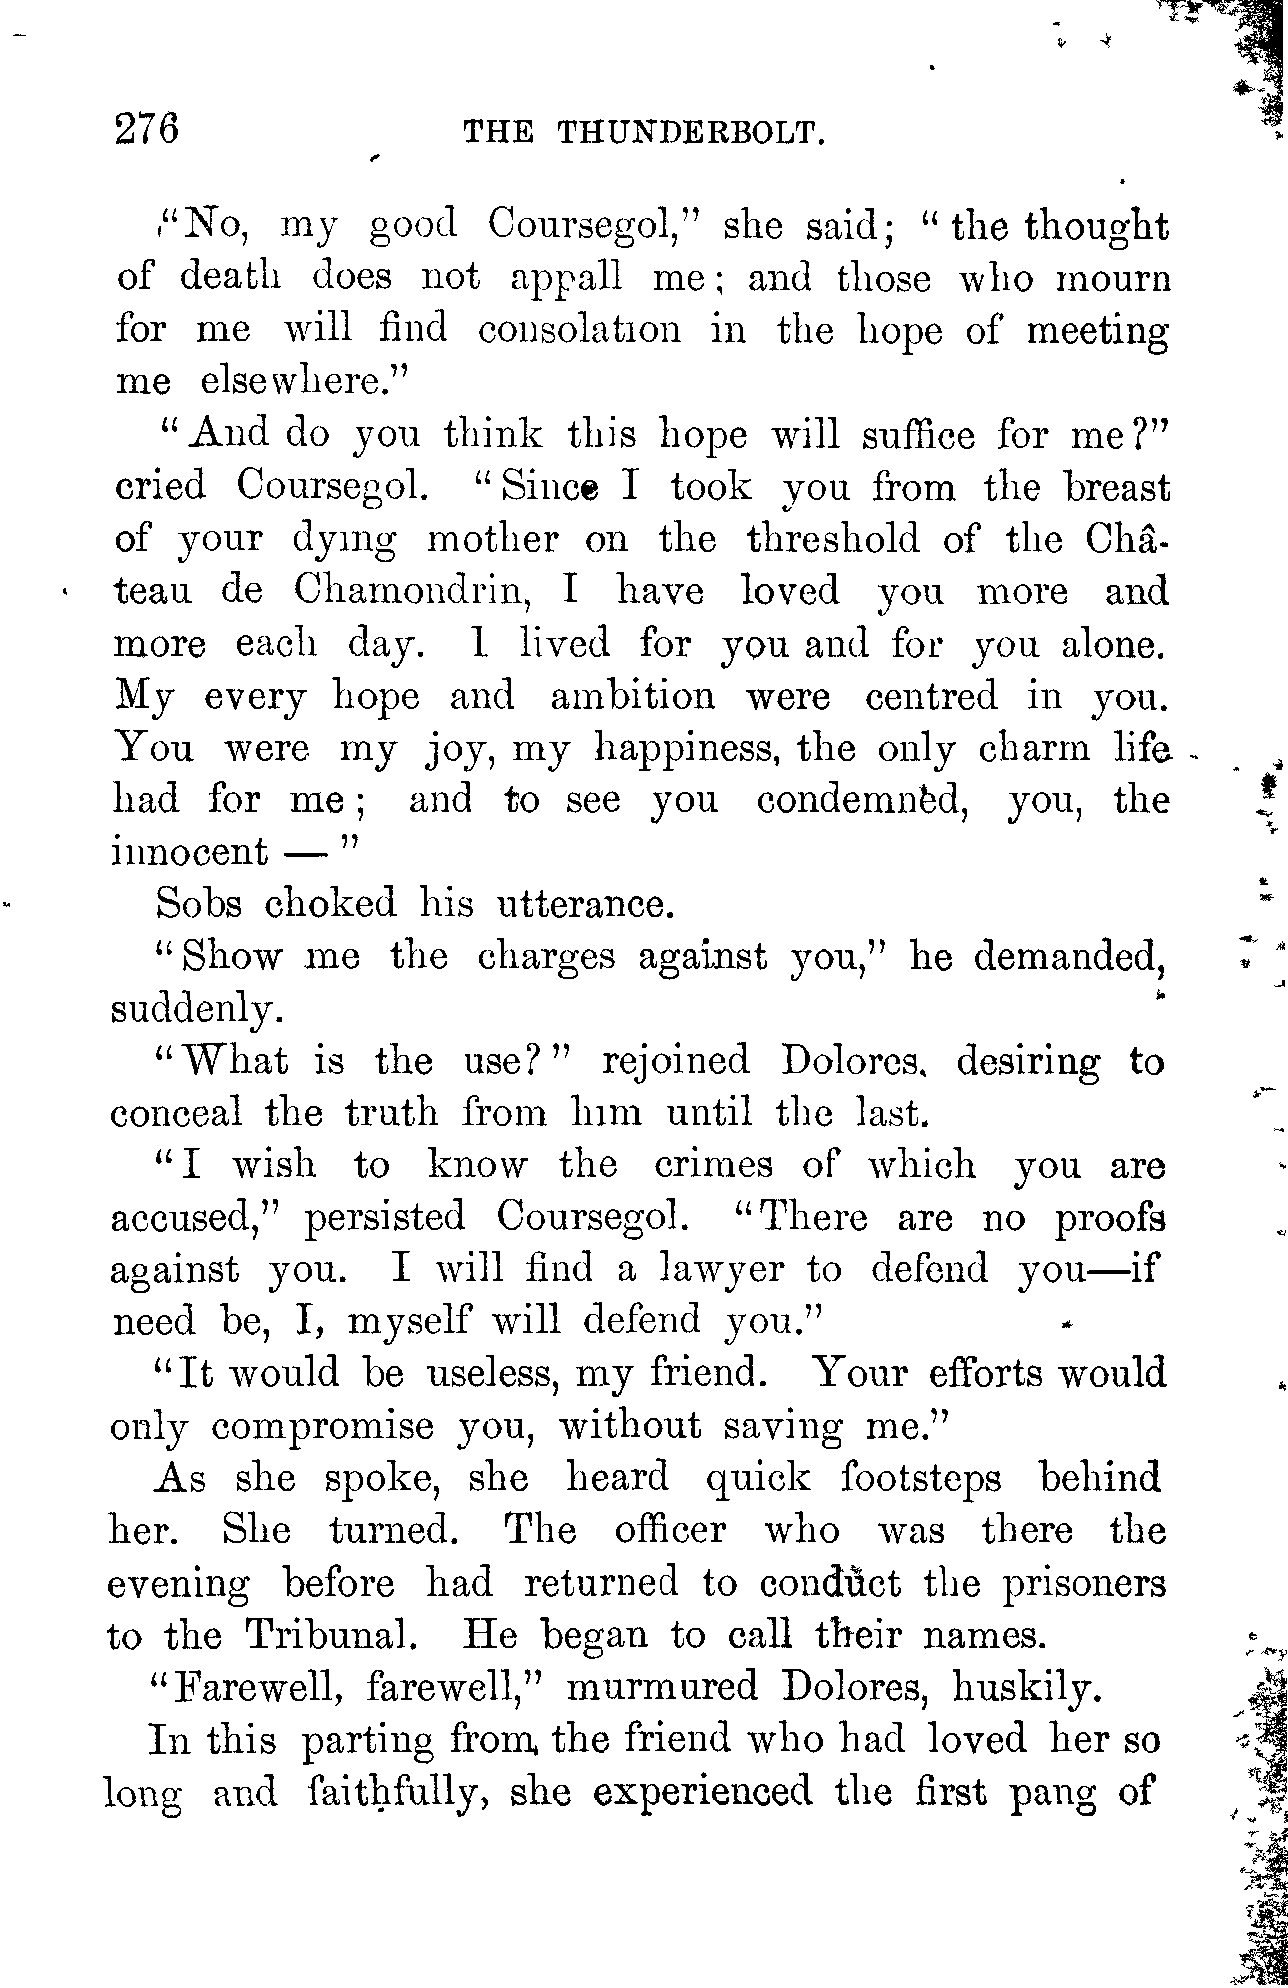 276 THE THUNDERBOLT.
"No, my good Coursegol," she said; "the thought
of death does not appall me; and those who mourn
for me will find consolation in the hope of meeting
me elsewhere."
"And do you think this hope will suffice for me?"
cried Coursegol. "Since I took you from the breast
of your dying mother on the threshold of the Châ-
teau de Chamondrin, I have loved you more and
more each day. I lived for you and for you alone.
My every hope and ambition were centred in you.
You were my joy, my happiness, the only charm life
had for me; and to see you condemned, you, the
innocent — "
Sobs choked his utterance.
"Show me the charges against you," he demanded,
suddenly.
"What is the use?" rejoined Dolores, desiring to
conceal the truth from him until the last.
"I wish to know the crimes of which you are
accused," persisted Coursegol. "There are no proofs
against you. I will find a lawyer to defend you—if
need be, I, myself will defend you."
"It would be useless, my friend. Your efforts would
only compromise you, without saving me."
As she spoke, she heard quick footsteps behind
her. She turned. The officer who was there the
evening before had returned to conduct the prisoners
to the Tribunal. He began to call their names.
"Farewell, farewell," murmured Dolores, huskily.
In this parting from the friend who had loved her so
long and faithfully, she experienced the first pang of